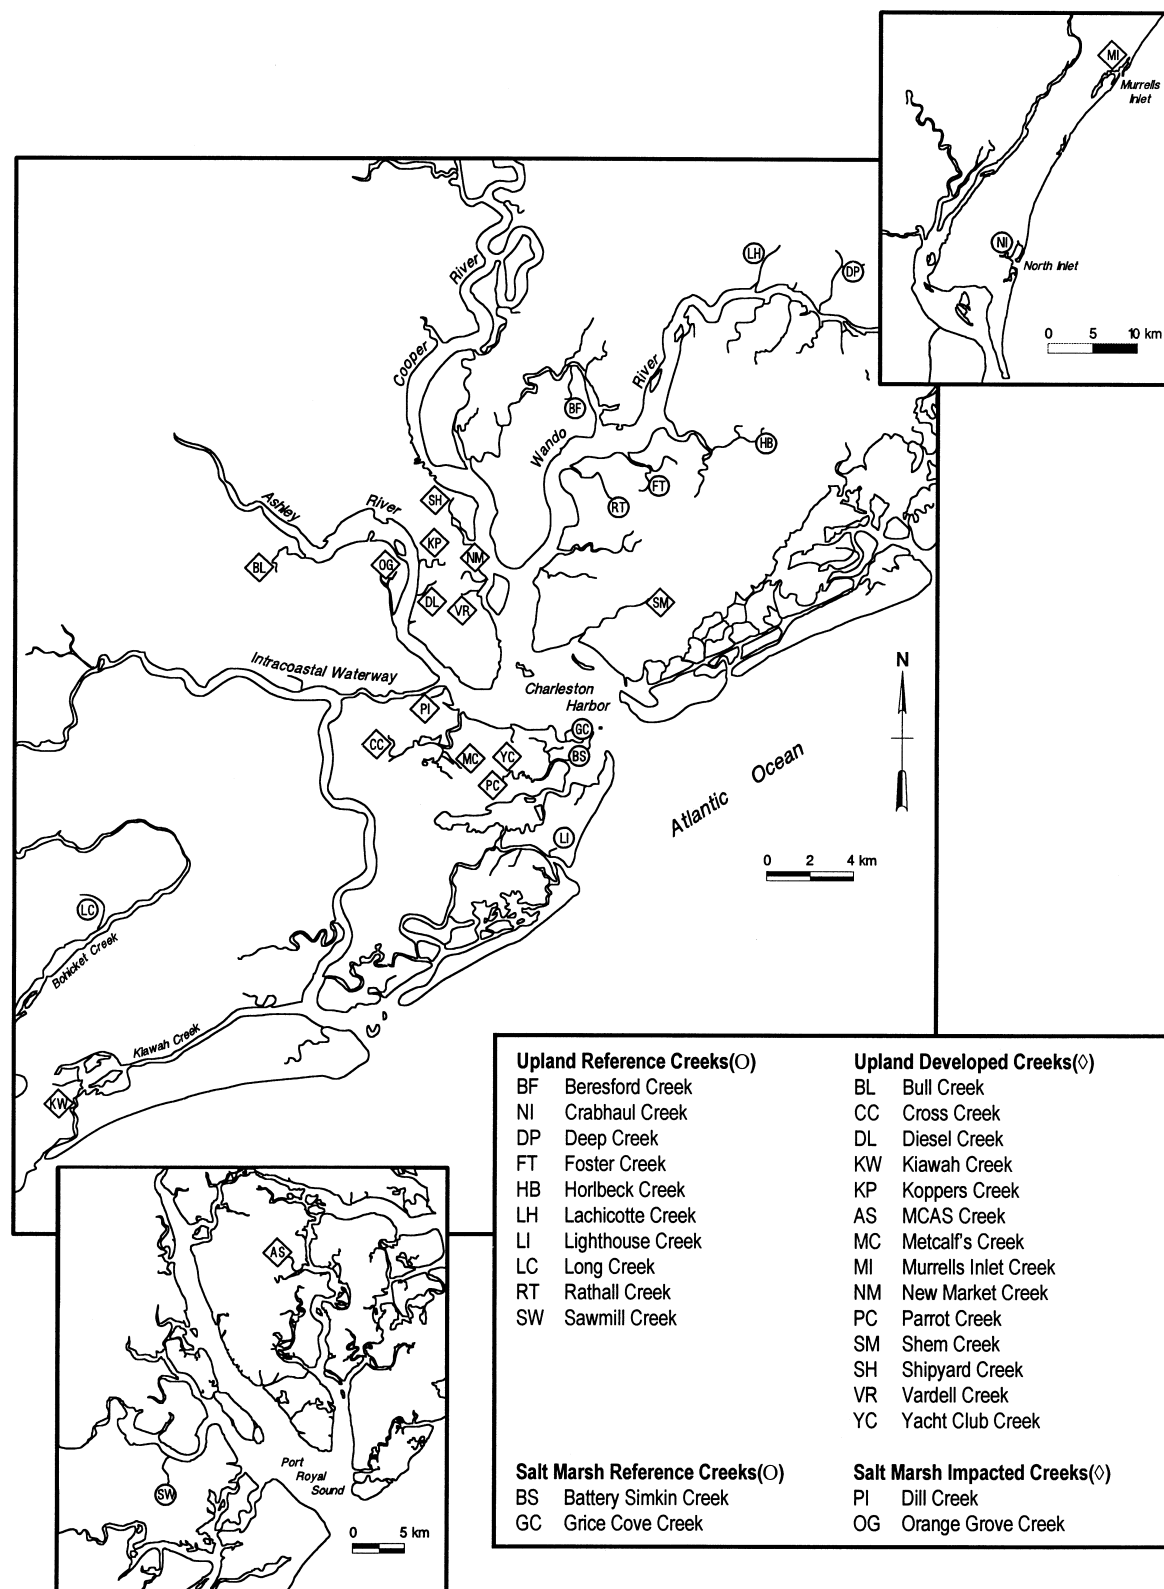 MI
Murrells
Inlet
NI
North Inlet
0 5 10 km
River
Cooper
LH
DP
River
BF
Wando
HB
FT
RT
SH
Ashley
River
KP
NM
BL
OG
DL
VR
SM
Intracoastal Waterway
N
Charleston
Harbor
PI
GC
CC
MC
YC
BS
PC
Atlantic Ocean
LI
0 2 4 km
LC
Bohicket Creek
Kiawah Creek
KW
AS
Port
Royal
Sound
SW
0 5 km
Upland Reference Creeks(O)
BF Beresford Creek
NI Crabhaul Creek
DP Deep Creek
FT Foster Creek
HB Horlbeck Creek
LH Lachicotte Creek
LI Lighthouse Creek
LC Long Creek
RT Rathall Creek
SW Sawmill Creek
Upland Developed Creeks(◊)
BL Bull Creek
CC Cross Creek
DL Diesel Creek
KW Kiawah Creek
KP Koppers Creek
AS MCAS Creek
MC Metcalf's Creek
MI Murrells Inlet Creek
NM New Market Creek
PC Parrot Creek
SM Shem Creek
SH Shipyard Creek
VR Vardell Creek
YC Yacht Club Creek
Salt Marsh Reference Creeks(O)
BS Battery Simkin Creek
GC Grice Cove Creek
Salt Marsh Impacted Creeks(◊)
PI Dill Creek
OG Orange Grove Creek